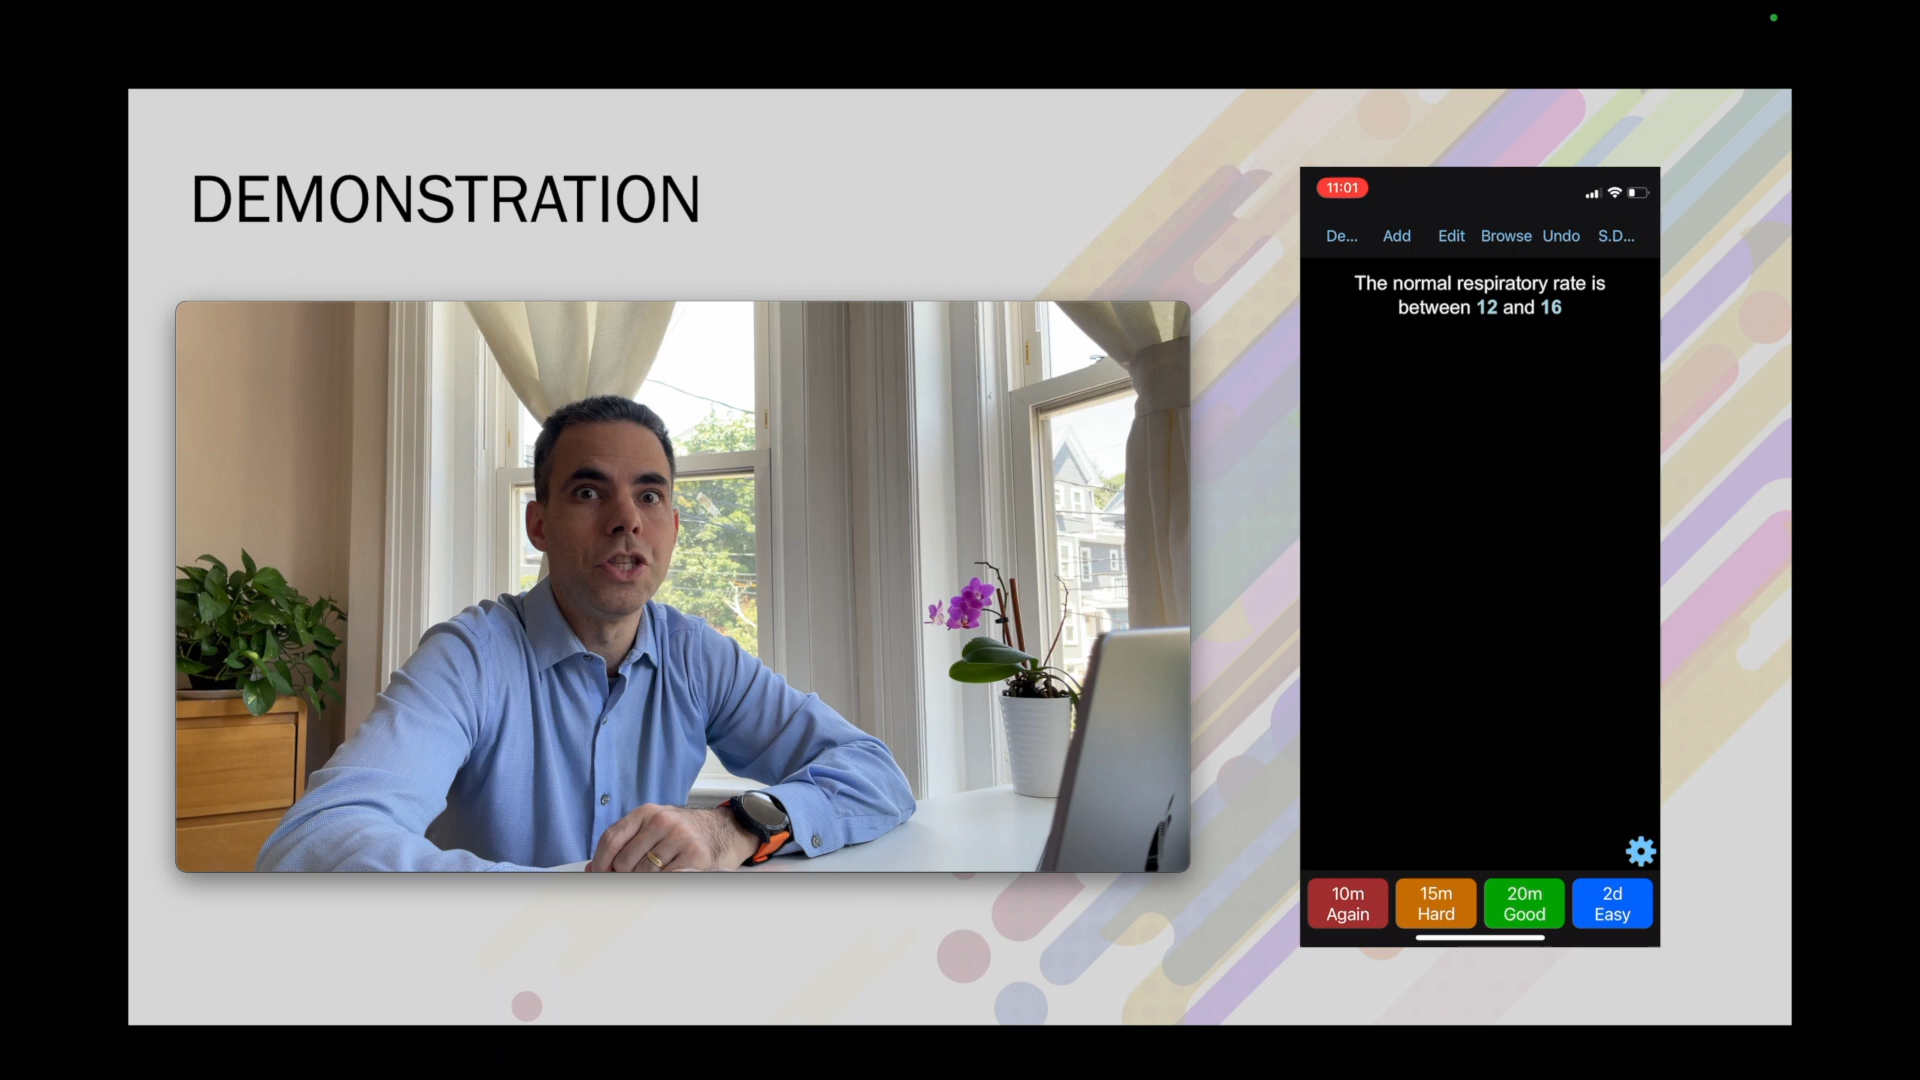 DEMONSTRATION
11:01
De... Add Edit Browse Undo S.D...
The normal respiratory rate is
between 12 and 16
10m 15m 20m 2d
Again Hard Good Easy